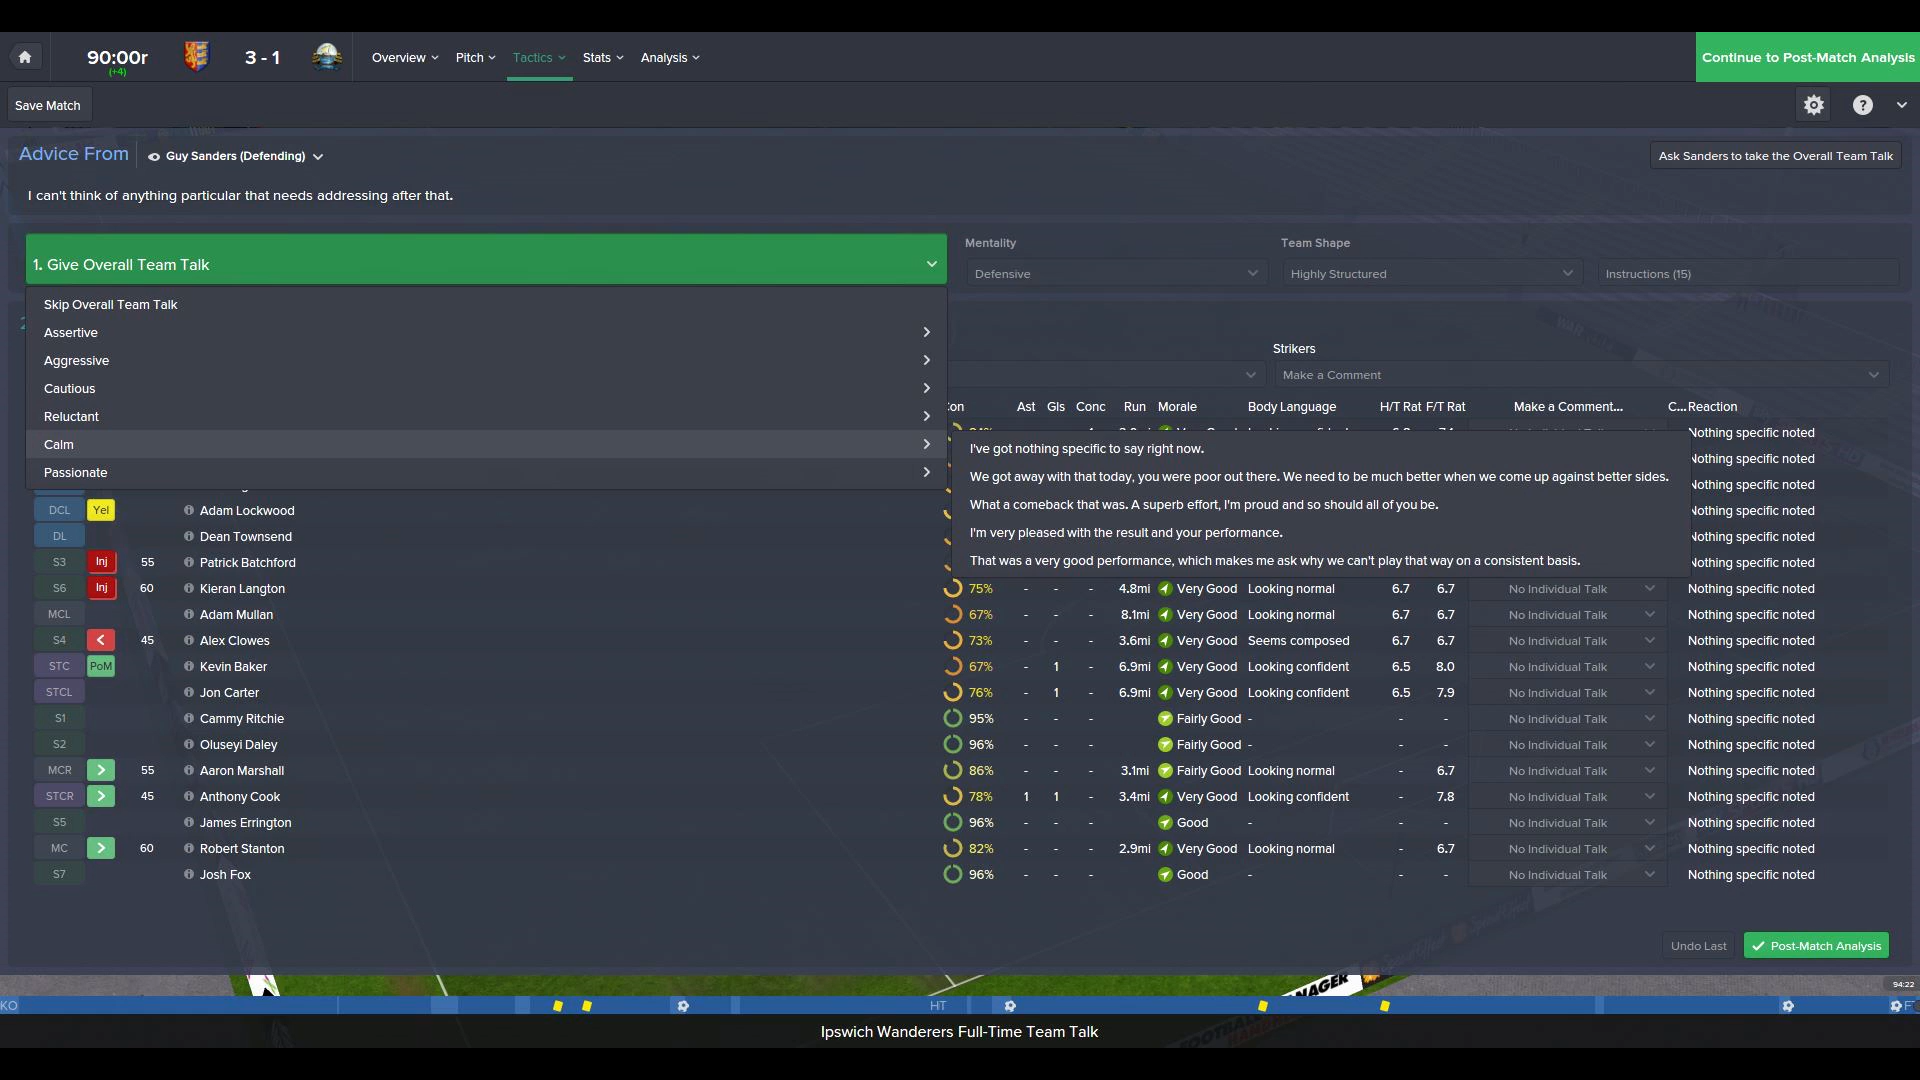 90:00r
(+4)
3 - 1
Overview
Pitch
Tactics
Stats
Analysis
Continue to Post-Match Analysis
Save Match
?
Advice From
Guy Sanders (Defending)
Ask Sanders to take the Overall Team Talk
I can't think of anything particular that needs addressing after that.
1. Give Overall Team Talk
Mentality
Team Shape
Defensive
Highly Structured
Instructions (15)
Skip Overall Team Talk
Assertive
Aggressive
Cautious
Reluctant
Calm
Passionate
Strikers
Make a Comment
Ast Gls Conc Run Morale Body Language H/T Rat F/T Rat Make a Comment... C... Reaction
Nothing specific noted
I've got nothing specific to say right now.
Nothing specific noted
We got away with that today, you were poor out there. We need to be much better when we come up against better sides.
Nothing specific noted
What a comeback that was. A superb effort, I'm proud and so should all of you be.
I'm very pleased with the result and your performance.
That was a very good performance, which makes me ask why we can't play that way on a consistent basis.
DCL Yel Adam Lockwood Nothing specific noted
DL Dean Townsend Nothing specific noted
S3 Inj 55 Patrick Batchford Nothing specific noted
S6 Inj 60 Kieran Langton 75% - - - 4.8mi Very Good Looking normal 6.7 6.7 No Individual Talk Nothing specific noted
MCL Adam Mullan 67% - - - 8.1mi Very Good Looking normal 6.7 6.7 No Individual Talk Nothing specific noted
S4 45 Alex Clowes 73% - - - 3.6mi Very Good Seems composed 6.7 6.7 No Individual Talk Nothing specific noted
STC PoM Kevin Baker 67% - 1 - 6.9mi Very Good Looking confident 6.5 8.0 No Individual Talk Nothing specific noted
STCL Jon Carter 76% - 1 - 6.9mi Very Good Looking confident 6.5 7.9 No Individual Talk Nothing specific noted
S1 Cammy Ritchie 95% - - - Fairly Good - - - No Individual Talk Nothing specific noted
S2 Oluseyi Daley 96% - - - Fairly Good - - - No Individual Talk Nothing specific noted
MCR 55 Aaron Marshall 86% - - - 3.1mi Fairly Good Looking normal - 6.7 No Individual Talk Nothing specific noted
STCR 45 Anthony Cook 78% 1 1 - 3.4mi Very Good Looking confident - 7.8 No Individual Talk Nothing specific noted
S5 James Errington 96% - - - Good - - - No Individual Talk Nothing specific noted
MC 60 Robert Stanton 82% - - - 2.9mi Very Good Looking normal - 6.7 No Individual Talk Nothing specific noted
S7 Josh Fox 96% - - - Good - - - No Individual Talk Nothing specific noted
Undo Last
Post-Match Analysis
94:22
KO
HT
Ipswich Wanderers Full-Time Team Talk